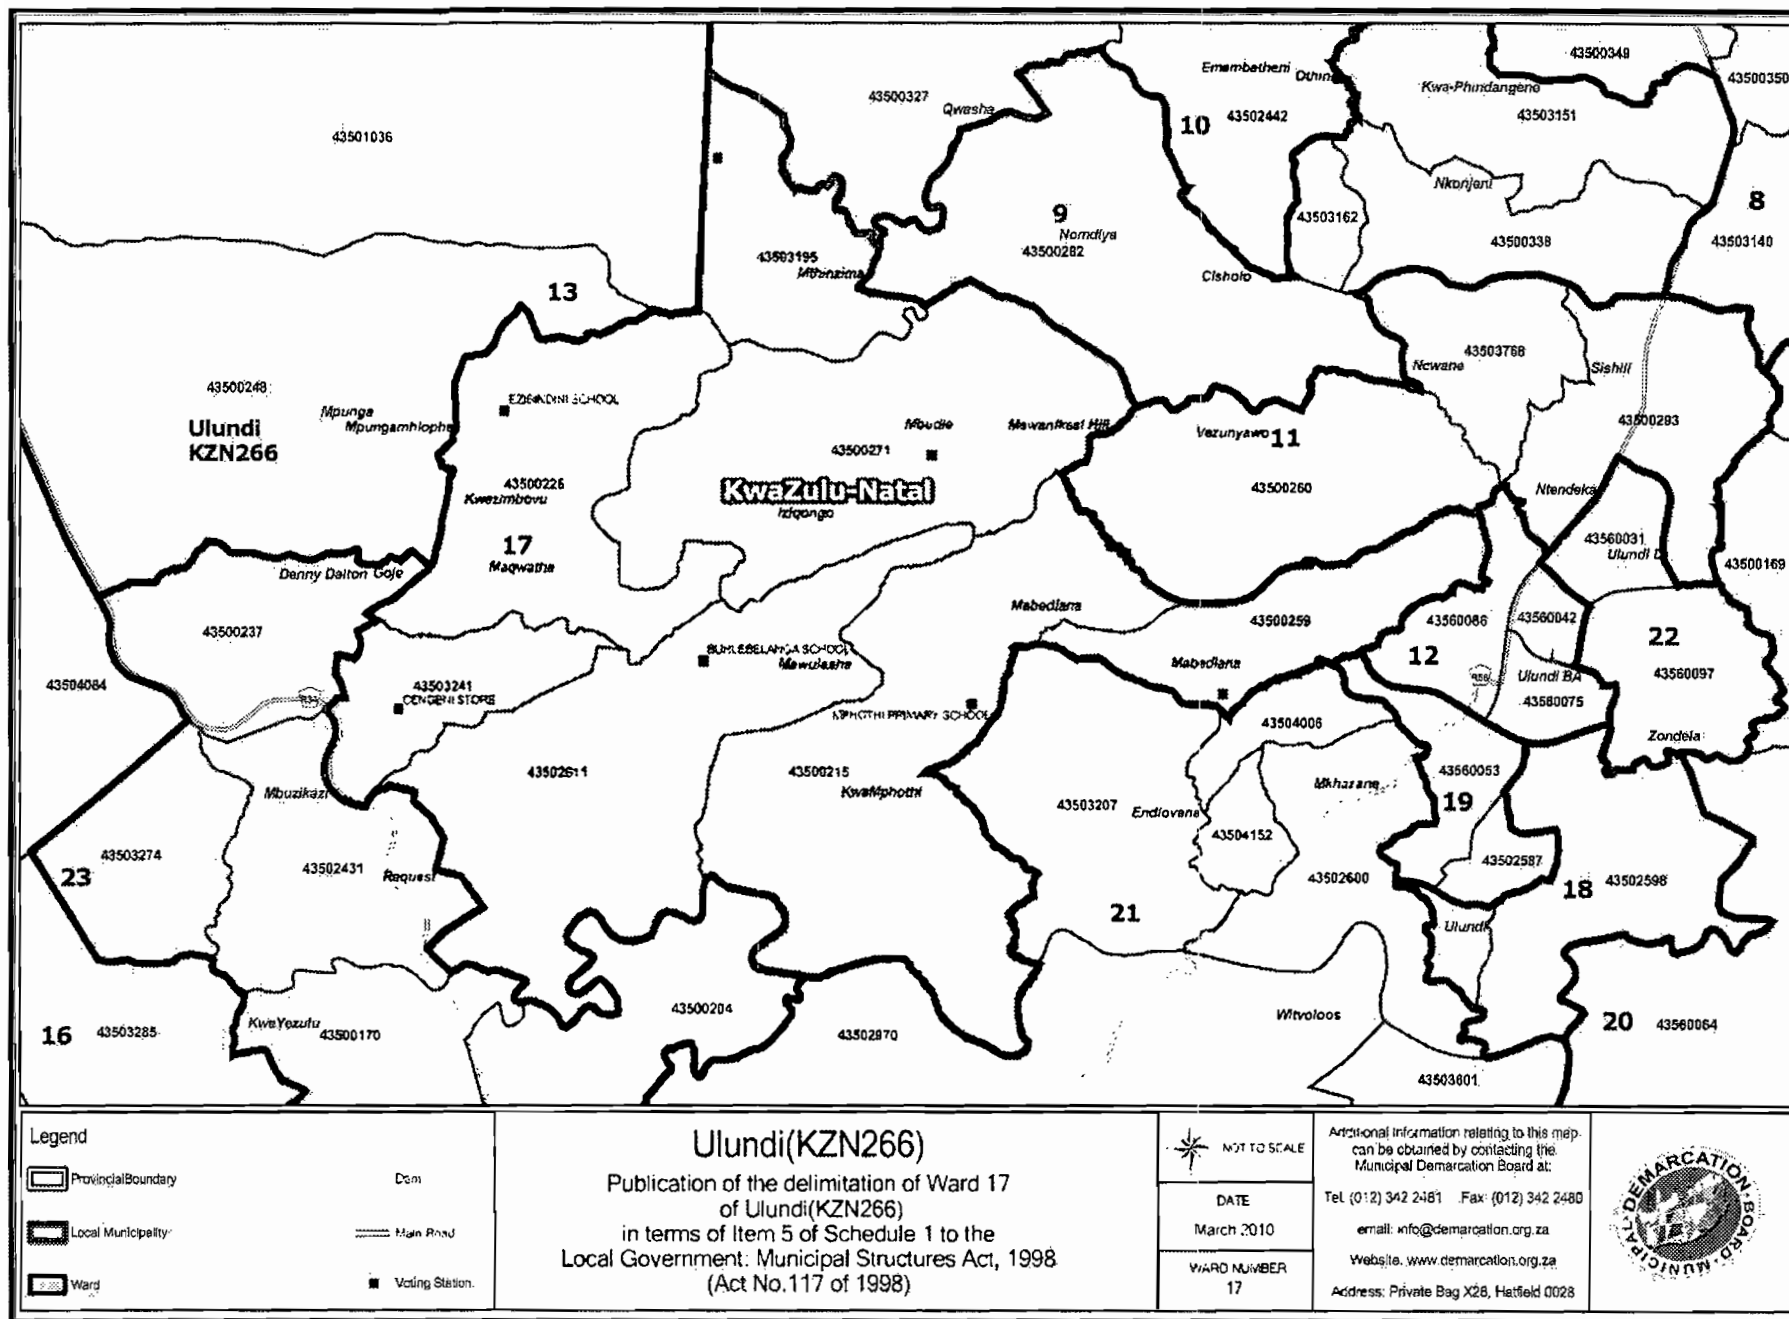 43501036
43500327
Qwasha
10
Emambatheni
43502442
Kwa-Phindangene
43503151
43500349
43500350
Nkonjeni
43503162
43500338
8
43503140
9
Nomdiya
43500282
43503195
Mthinzima
Cisholo
13
43500248
Mpunga
Mpungamhlophe
Ulundi
KZN266
EZIBINDINI SCHOOL
Ncwane
43503768
Sishili
43500293
Mbudle
43500271
KwaZulu-Natal
Iziqongo
Vezunyawo
11
43500260
43500226
Kwezimbovu
17
Maqwatha
Ntendeka
43560031
43500169
Denny Dalton
Goje
43500237
Mabedlana
43500259
43560086
43560042
22
43504084
43503241
CENGENI STORE
BUHLEBELANGA SCHOOL
Mabedlana
12
Ulundi BA
43560075
43560097
MPHOTHI PRIMARY SCHOOL
43504006
Zondela
Mbuzikazi
43502611
43500215
KwaMphothi
43503207
Endlovana
43504152
Mkhazane
43560053
19
43503274
23
43502431
Request
43502600
43502587
18
43502598
21
Ulundi
16
43503285
KwaYezulu
43500170
43500204
43502970
Witvoloos
20
43560064
43503601
Legend
Provincial Boundary
Dam
Local Municipality
Main Road
Ward
Voting Station
Ulundi(KZN266)
Publication of the delimitation of Ward 17
of Ulundi(KZN266)
in terms of Item 5 of Schedule 1 to the
Local Government: Municipal Structures Act, 1998
(Act No.117 of 1998)
NOT TO SCALE
DATE
March 2010
WARD NUMBER
17
Additional information relating to this map
can be obtained by contacting the
Municipal Demarcation Board at:
Tel. (012) 342 2481 Fax: (012) 342 2480
email: info@demarcation.org.za
Website. www.demarcation.org.za
Address: Private Bag X28, Hatfield 0028
MUNICIPAL DEMARCATION BOARD